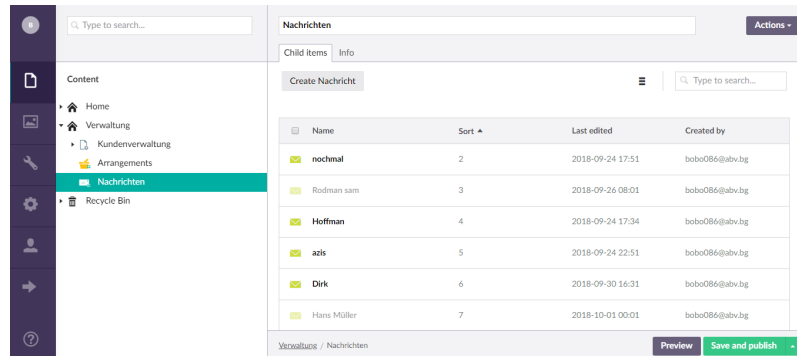 B
Type to search...
Nachrichten
Actions
Child items Info
Content
Create Nachricht
Type to search...
Home
Verwaltung
Kundenverwaltung
Arrangements
Nachrichten
Recycle Bin
Name Sort Last edited Created by
nochmal 2 2018-09-24 17:51 bobo086@abv.bg
Rodman sam 3 2018-09-26 08:01 bobo086@abv.bg
Hoffman 4 2018-09-24 17:34 bobo086@abv.bg
azis 5 2018-09-24 22:51 bobo086@abv.bg
Dirk 6 2018-09-30 16:31 bobo086@abv.bg
Hans Müller 7 2018-10-01 00:01 bobo086@abv.bg
Verwaltung / Nachrichten
Preview Save and publish